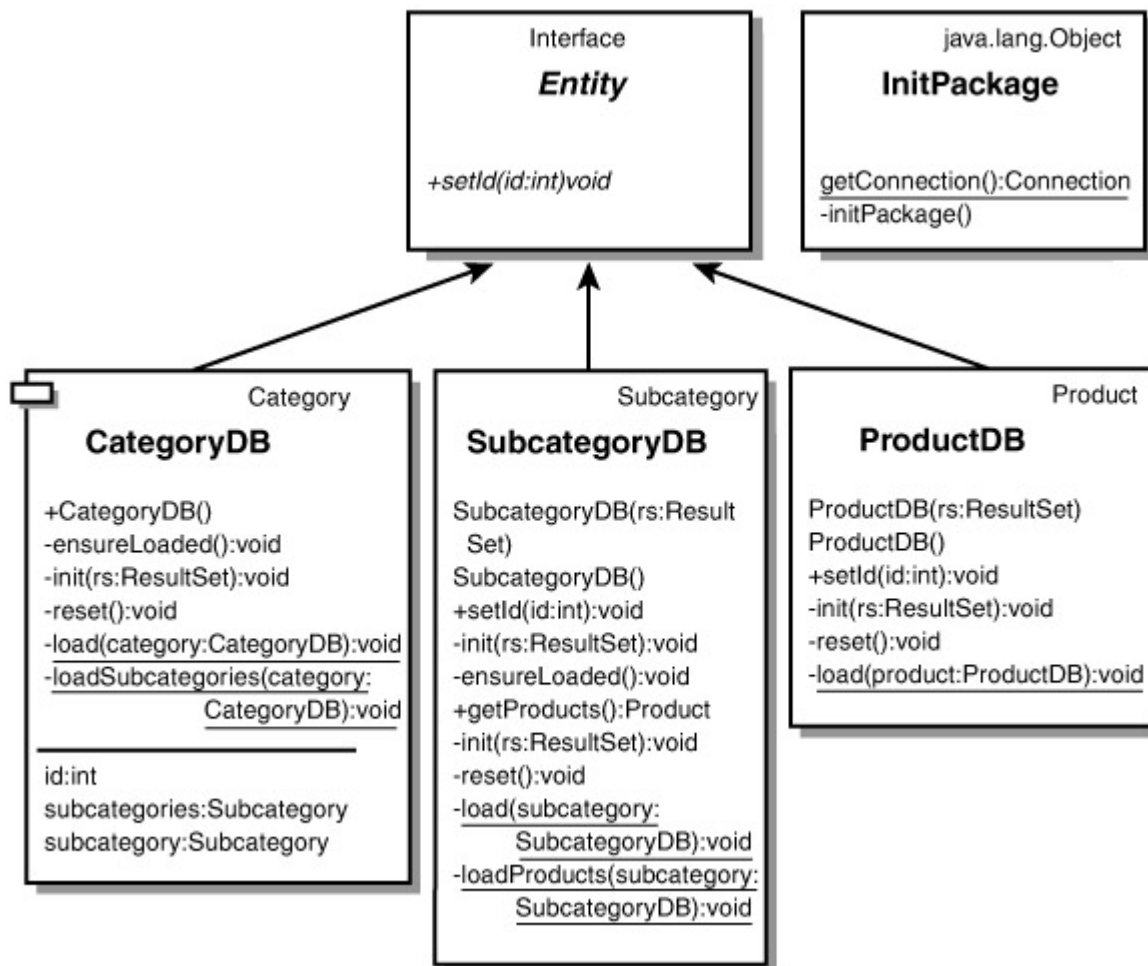 Interface
Entity
+setId(id:int)void
java.lang.Object
InitPackage
getConnection():Connection
-initPackage()
Category
CategoryDB
+CategoryDB()
-ensureLoaded():void
-init(rs:ResultSet):void
-reset():void
-load(category:CategoryDB):void
-loadSubcategories(category:
CategoryDB):void
id:int
subcategories:Subcategory
subcategory:Subcategory
Subcategory
SubcategoryDB
SubcategoryDB(rs:Result
Set)
SubcategoryDB()
+setId(id:int):void
-init(rs:ResultSet):void
-ensureLoaded():void
+getProducts():Product
-init(rs:ResultSet):void
-reset():void
-load(subcategory:
SubcategoryDB):void
-loadProducts(subcategory:
SubcategoryDB):void
Product
ProductDB
ProductDB(rs:ResultSet)
ProductDB()
+setId(id:int):void
-init(rs:ResultSet):void
-reset():void
-load(product:ProductDB):void